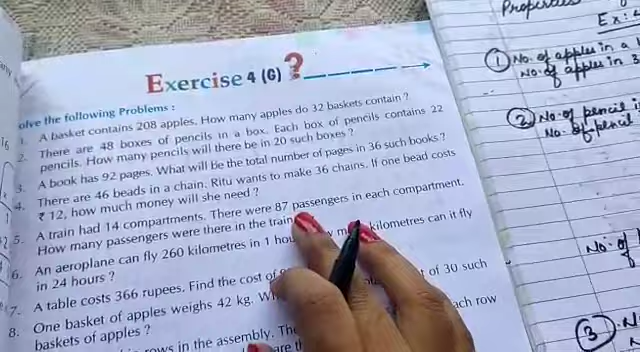 Exercise 4 (G) ?
olve the following Problems :
1. A basket contains 208 apples. How many apples do 32 baskets contain ?
2. There are 48 boxes of pencils in a box. Each box of pencils contains 22
pencils. How many pencils will there be in 20 such boxes ?
3. A book has 92 pages. What will be the total number of pages in 36 such books ?
4. There are 46 beads in a chain. Ritu wants to make 36 chains. If one bead costs
₹ 12, how much money will she need ?
5. A train had 14 compartments. There were 87 passengers in each compartment.
How many passengers were there in the train
6. An aeroplane can fly 260 kilometres in 1 hou kilometres can it fly
in 24 hours ?
7. A table costs 366 rupees. Find the cost of
8. One basket of apples weighs 42 kg. t of 30 such
baskets of apples ?
rows in the assembly. Th ach row
are t
Properties
Ex:
① No. of apples in a
No. of apples in 3
② No. of pencil
No. of pencil
No. of
③